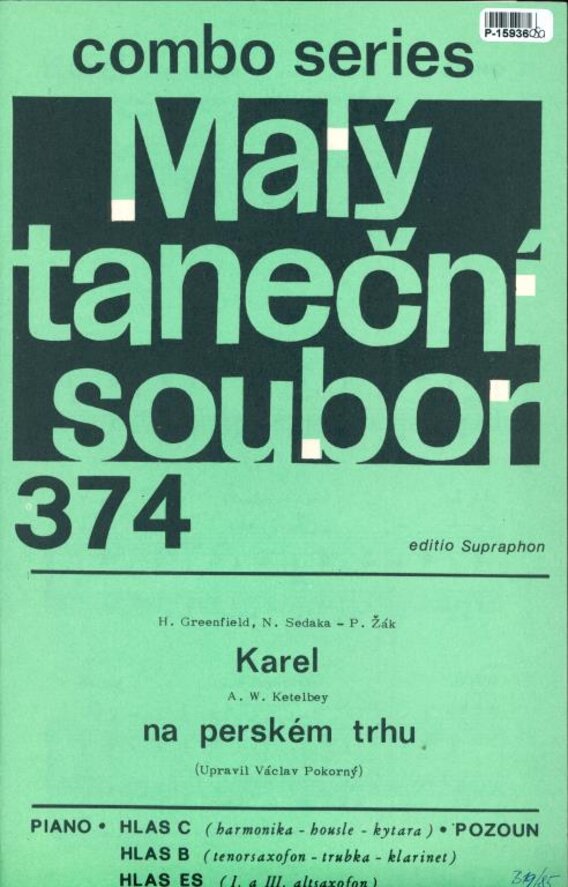 P-15936
combo series
Malý
taneční
soubor
374
editio Supraphon
H. Greenfield, N. Sedaka – P. Žák
Karel
A. W. Ketelbey
na perském trhu
(Upravil Václav Pokorný)
PIANO • HLAS C (harmonika - housle - kytara) • POZOUN
HLAS B (tenorsaxofon - trubka - klarinet)
HLAS ES (I. a III. altsaxofon)